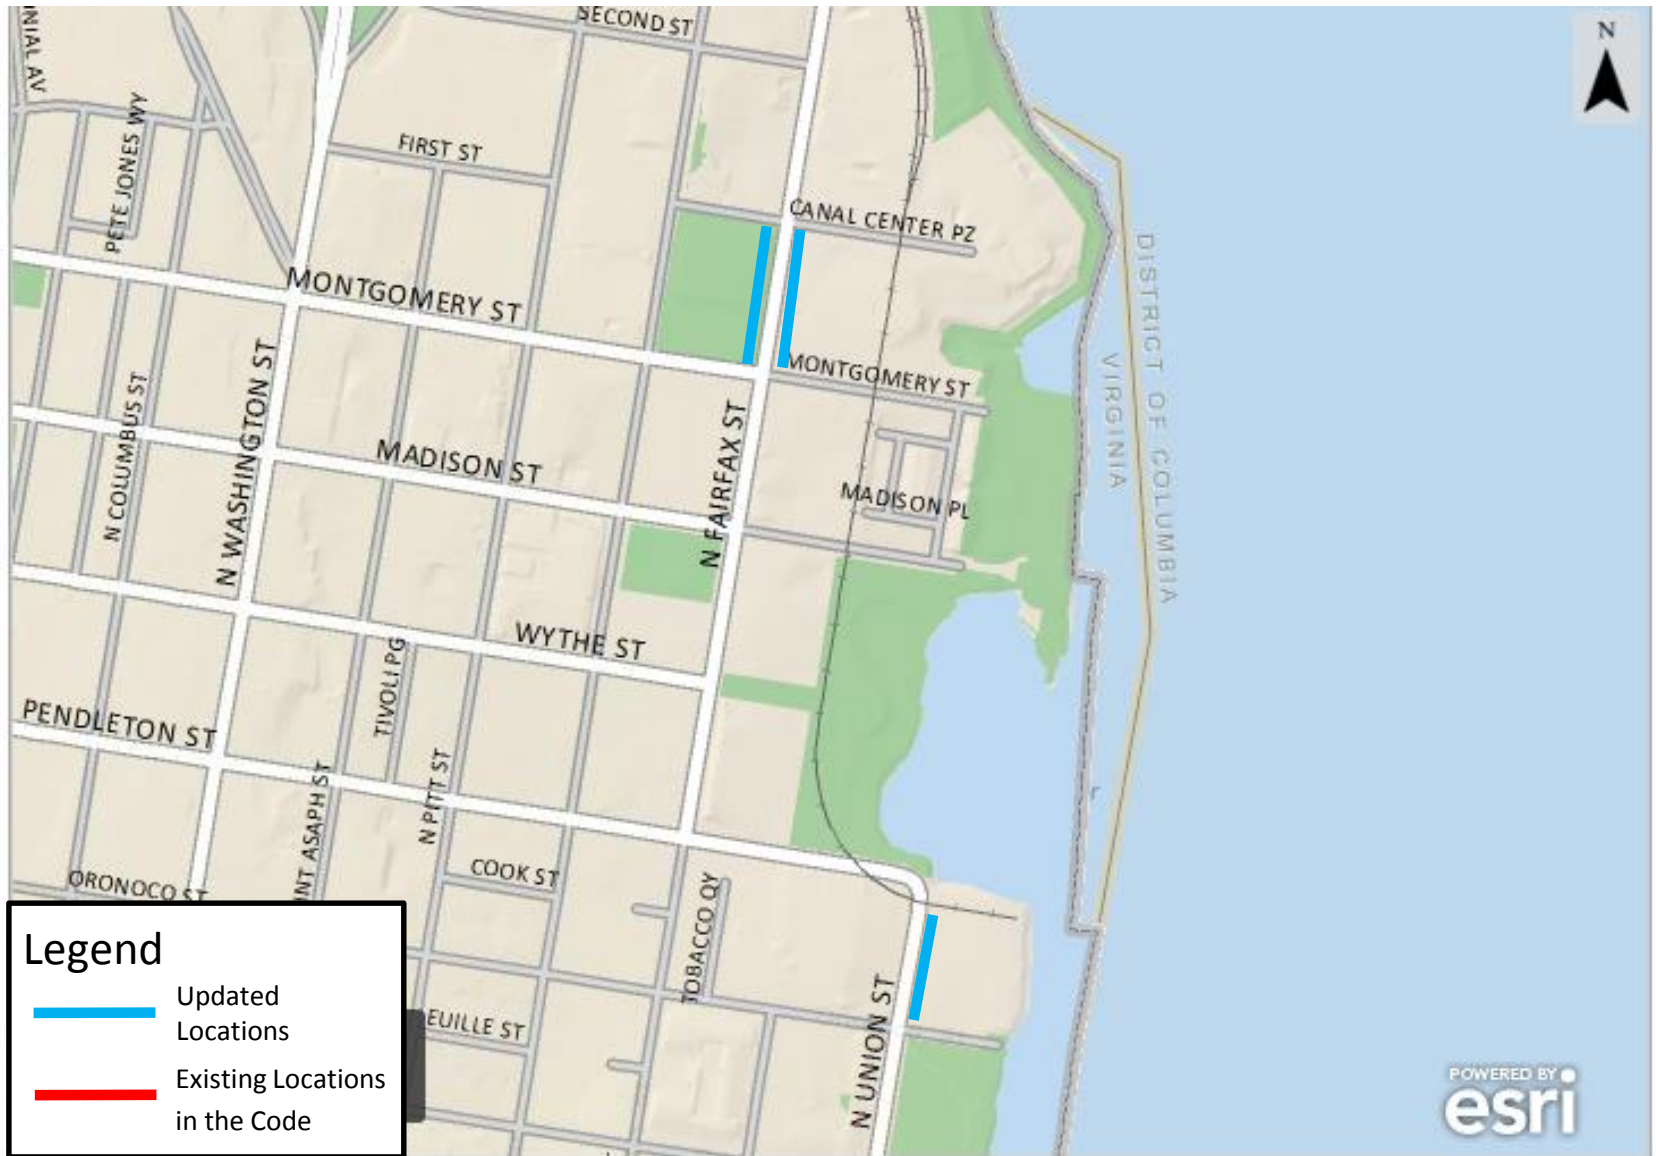 NIAL AV
SECOND ST
N
PETE JONES WY
FIRST ST
CANAL CENTER PZ
MONTGOMERY ST
MONTGOMERY ST
DISTRICT OF COLUMBIA
VIRGINIA
N COLUMBUS ST
N WASHINGTON ST
MADISON ST
N FAIRFAX ST
MADISON PL
WYTHE ST
TIVOLI PG
PENDLETON ST
N PITT ST
INT ASAPH ST
COOK ST
ORONOCO ST
TOBACCO QY
N UNION ST
EUILLE ST
Legend
Updated
Locations
Existing Locations
in the Code
POWERED BY
esri